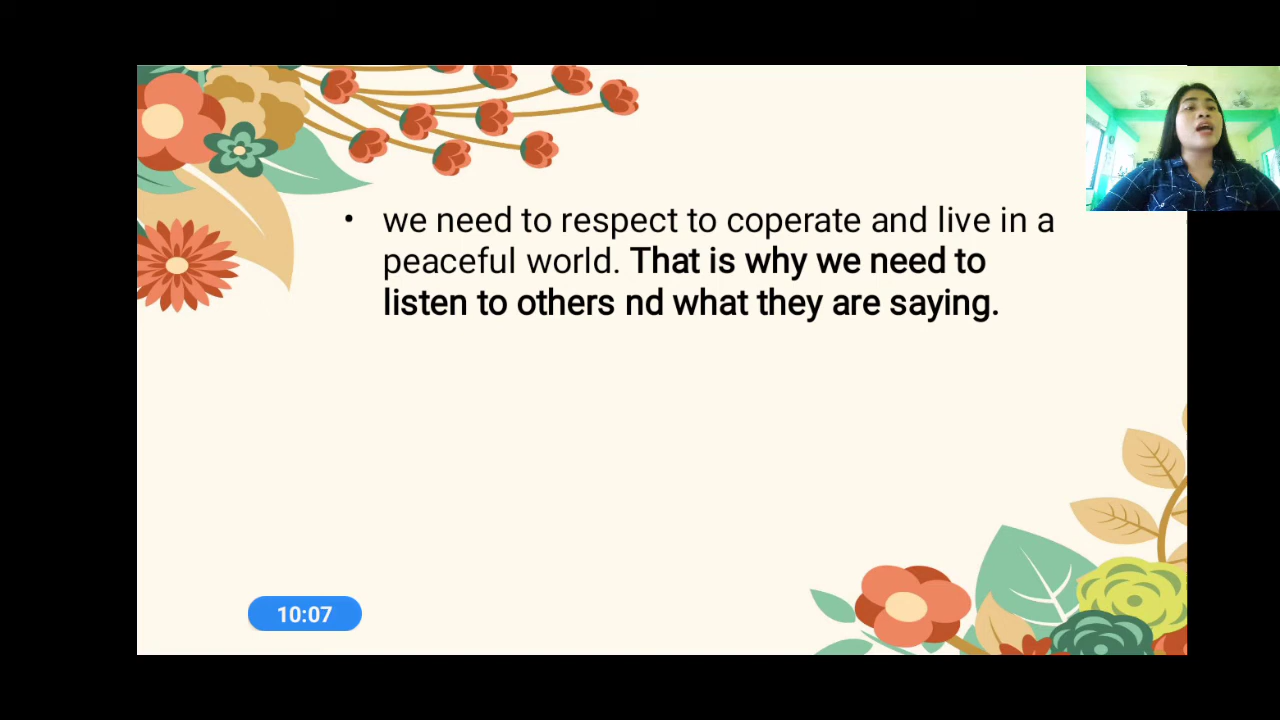 • we need to respect to coperate and live in a
peaceful world. That is why we need to
listen to others nd what they are saying.
10:07